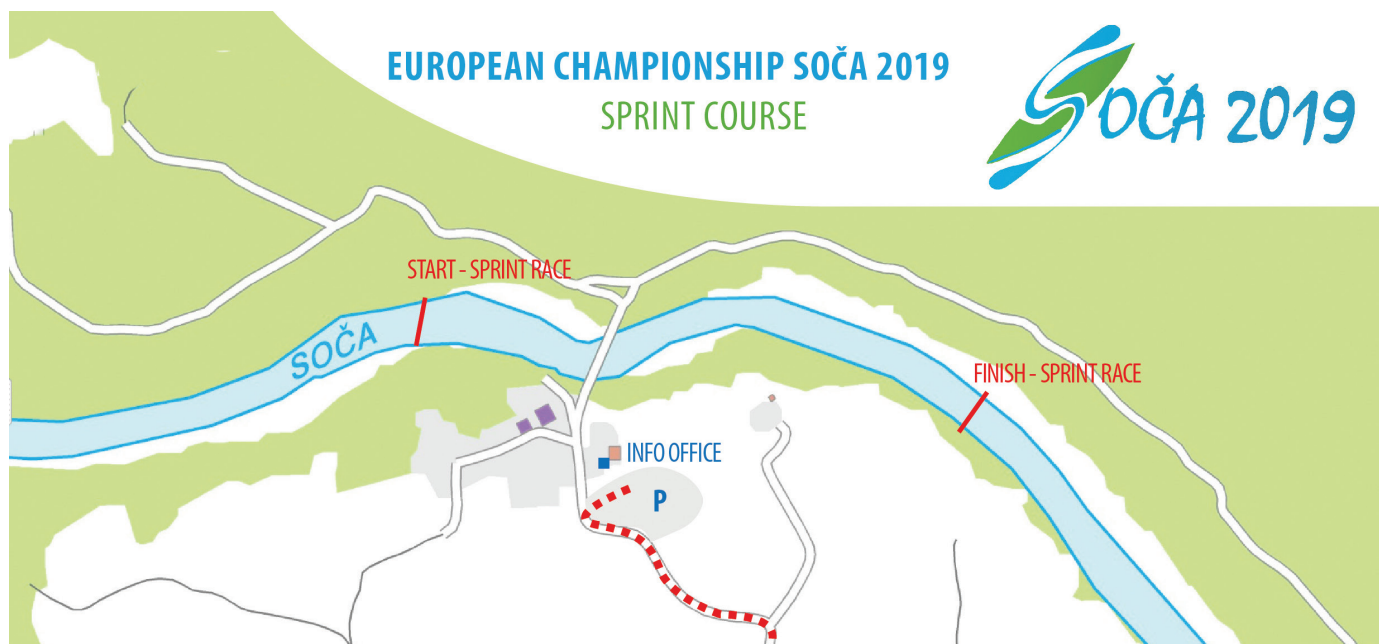 EUROPEAN CHAMPIONSHIP SOČA 2019
SPRINT COURSE
SOČA 2019
START - SPRINT RACE
SOČA
FINISH - SPRINT RACE
INFO OFFICE
P